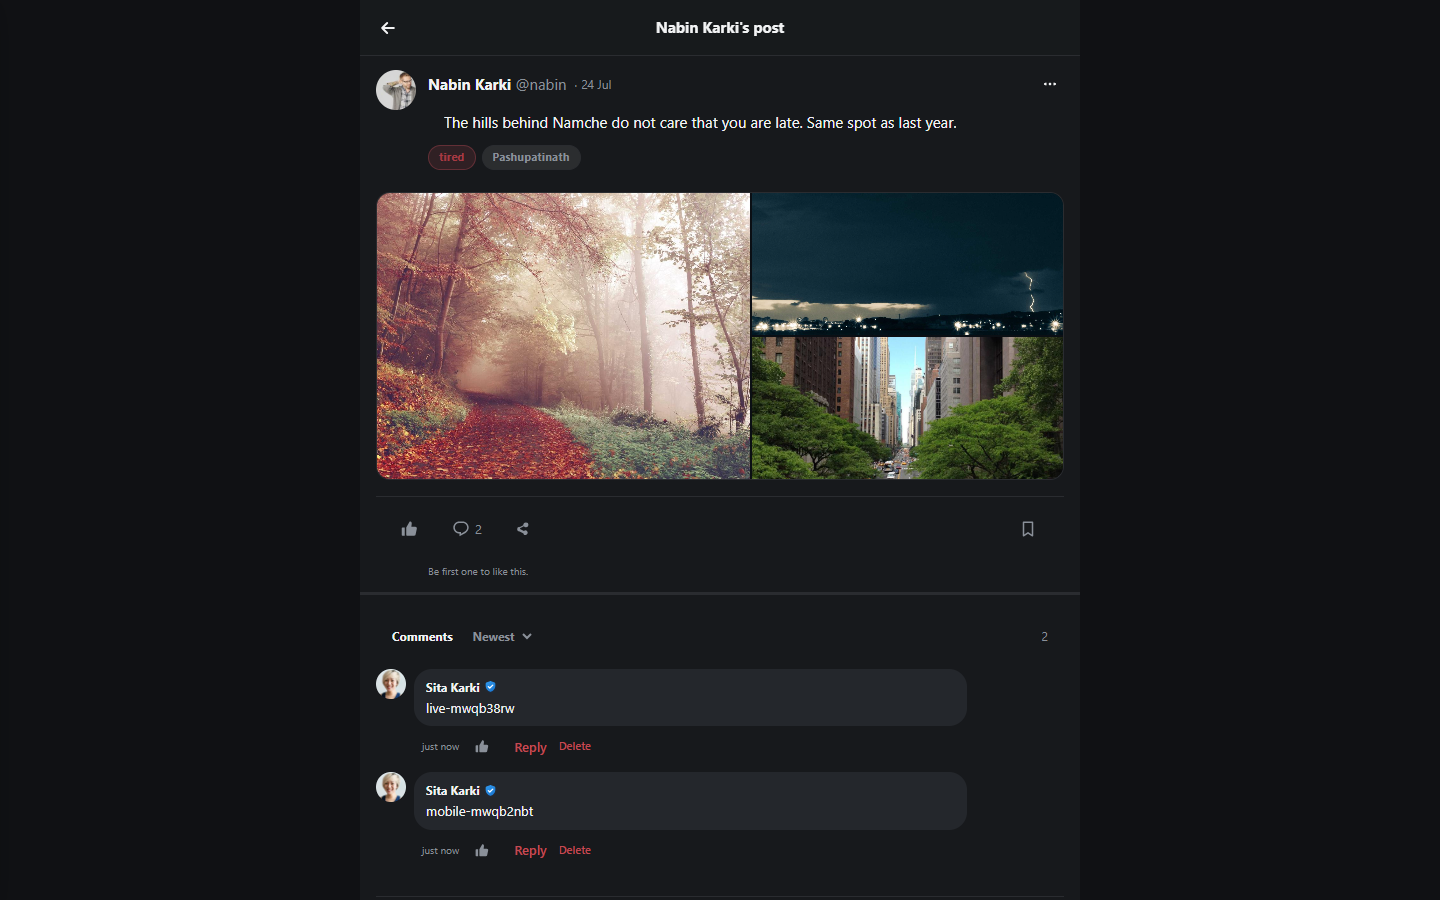 Nabin Karki's post
Nabin Karki @nabin · 24 Jul
The hills behind Namche do not care that you are late. Same spot as last year.
tired Pashupatinath
2
Be first one to like this.
Comments Newest 2
Sita Karki
live-mwqb38rw
just now Reply Delete
Sita Karki
mobile-mwqb2nbt
just now Reply Delete